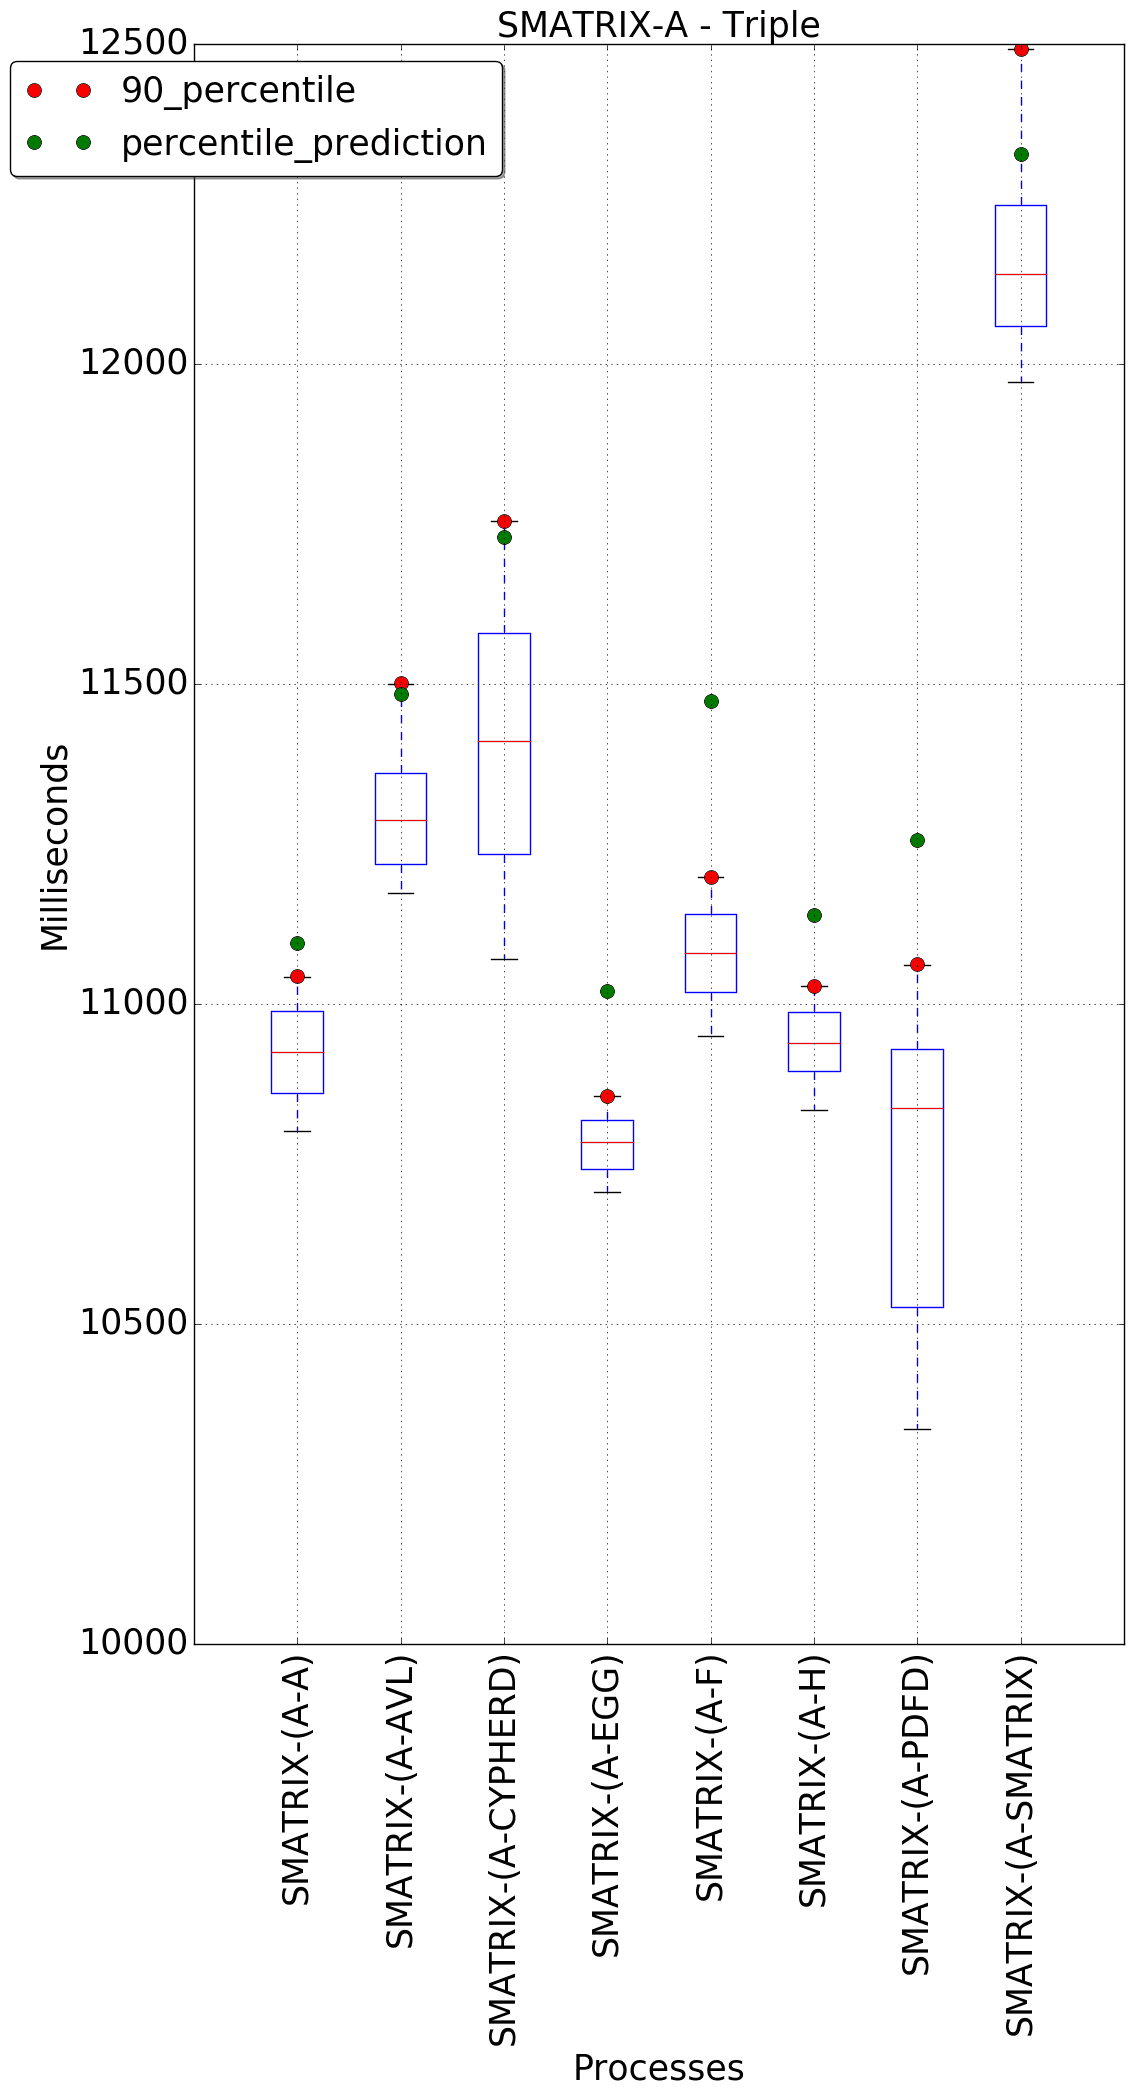 SMATRIX-A - Triple
90_percentile
percentile_prediction
12500
12000
11500
11000
10500
10000
Milliseconds
SMATRIX-(A-A)
SMATRIX-(A-AVL)
SMATRIX-(A-CYPHERD)
SMATRIX-(A-EGG)
SMATRIX-(A-F)
SMATRIX-(A-H)
SMATRIX-(A-PDFD)
SMATRIX-(A-SMATRIX)
Processes